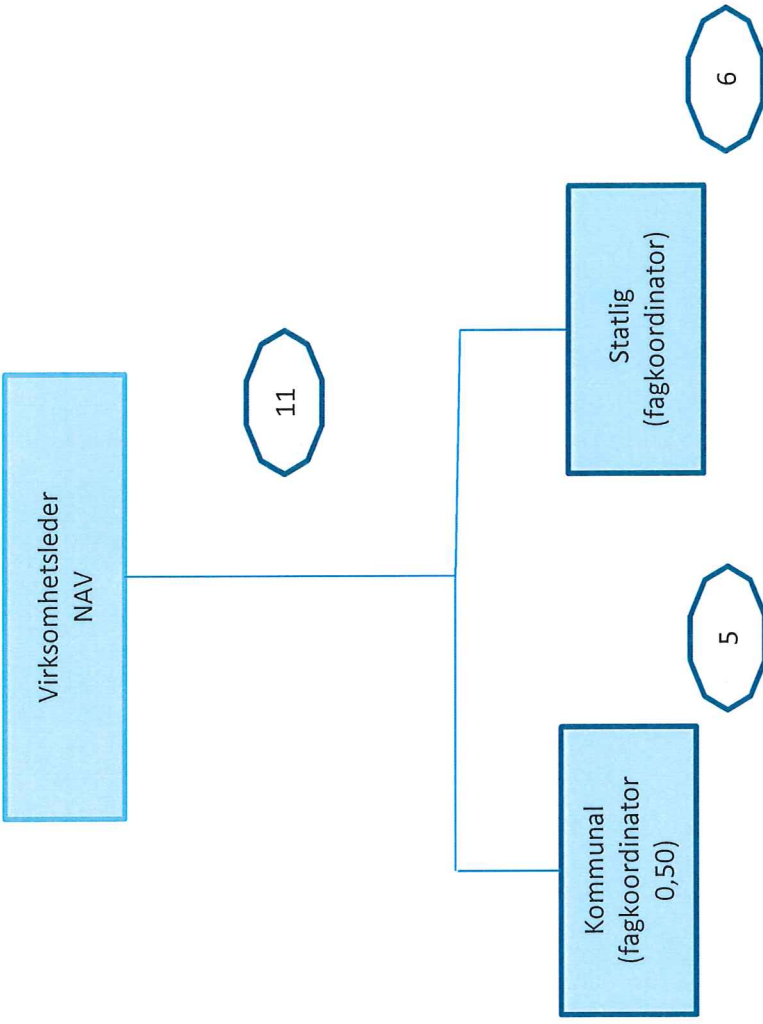 Virksomhetsleder
NAV
11
Kommunal
(fagkoordinator
0,50)
5
Statlig
(fagkoordinator)
6